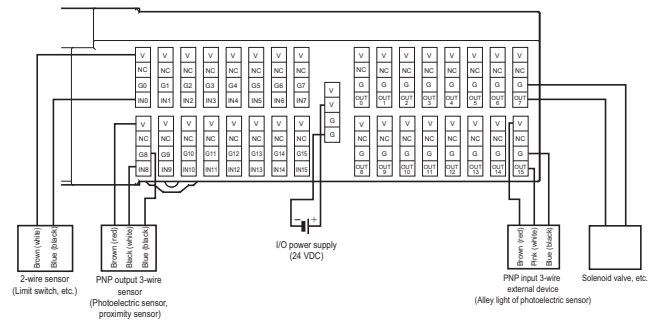 V V V V V V V V V V V V V V V V
NC NC NC NC NC NC NC NC NC NC NC NC NC NC NC NC
G0 G1 G2 G3 G4 G5 G6 G7 G G G G G G G G
IN0 IN1 IN2 IN3 IN4 IN5 IN6 IN7 OUT 0 OUT 1 OUT 2 OUT 3 OUT 4 OUT 5 OUT 6 OUT 7
V
V
G
G
V V V V V V V V V V V V V V V V
NC NC NC NC NC NC NC NC NC NC NC NC NC NC NC NC
G8 G9 G10 G11 G12 G13 G14 G15 G G G G G G G G
IN8 IN9 IN10 IN11 IN12 IN13 IN14 IN15 OUT 8 OUT 9 OUT 10 OUT 11 OUT 12 OUT 13 OUT 14 OUT 15
− +
I/O power supply
(24 VDC)
Brown (white)
Blue (black)
2-wire sensor
(Limit switch, etc.)
Brown (red)
Black (white)
Blue (black)
PNP output 3-wire
sensor
(Photoelectric sensor,
proximity sensor)
Brown (red)
Pink (white)
Blue (black)
PNP input 3-wire
external device
(Alley light of photoelectric sensor)
Solenoid valve, etc.